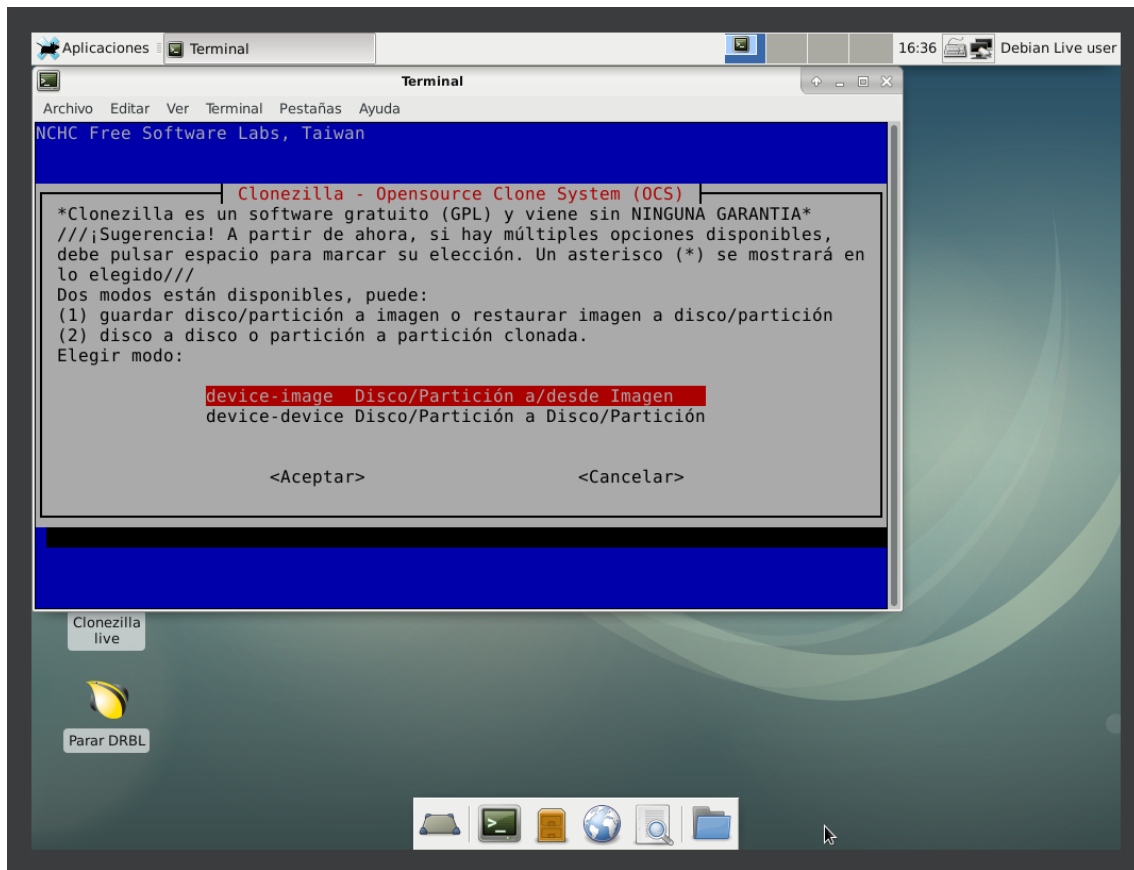 Aplicaciones Terminal 16:36 Debian Live user
Terminal
Archivo Editar Ver Terminal Pestañas Ayuda
NCHC Free Software Labs, Taiwan
Clonezilla - Opensource Clone System (OCS)
*Clonezilla es un software gratuito (GPL) y viene sin NINGUNA GARANTIA*
///¡Sugerencia! A partir de ahora, si hay múltiples opciones disponibles,
debe pulsar espacio para marcar su elección. Un asterisco (*) se mostrará en
lo elegido///
Dos modos están disponibles, puede:
(1) guardar disco/partición a imagen o restaurar imagen a disco/partición
(2) disco a disco o partición a partición clonada.
Elegir modo:
device-image Disco/Partición a/desde Imagen
device-device Disco/Partición a Disco/Partición
<Aceptar> <Cancelar>
Clonezilla
live
Parar DRBL